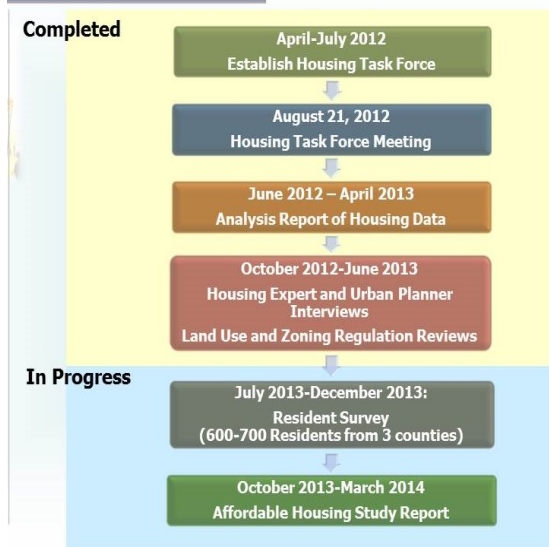 Completed
April-July 2012
Establish Housing Task Force
August 21, 2012
Housing Task Force Meeting
June 2012 – April 2013
Analysis Report of Housing Data
October 2012-June 2013
Housing Expert and Urban Planner
Interviews
Land Use and Zoning Regulation Reviews
In Progress
July 2013-December 2013:
Resident Survey
(600-700 Residents from 3 counties)
October 2013-March 2014
Affordable Housing Study Report